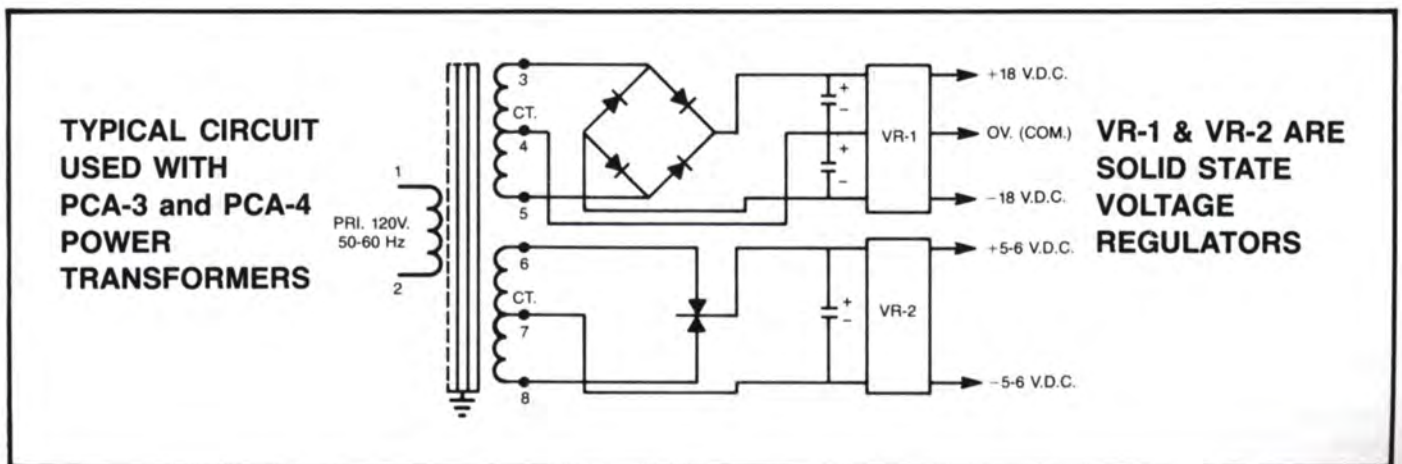 TYPICAL CIRCUIT
USED WITH
PCA-3 and PCA-4
POWER
TRANSFORMERS
1
PRI. 120V.
50-60 Hz
2
3
CT.
4
5
6
CT.
7
8
+
−
+
−
VR-1
+18 V.D.C.
OV. (COM.)
−18 V.D.C.
+
−
VR-2
+5-6 V.D.C.
−5-6 V.D.C.
VR-1 & VR-2 ARE
SOLID STATE
VOLTAGE
REGULATORS